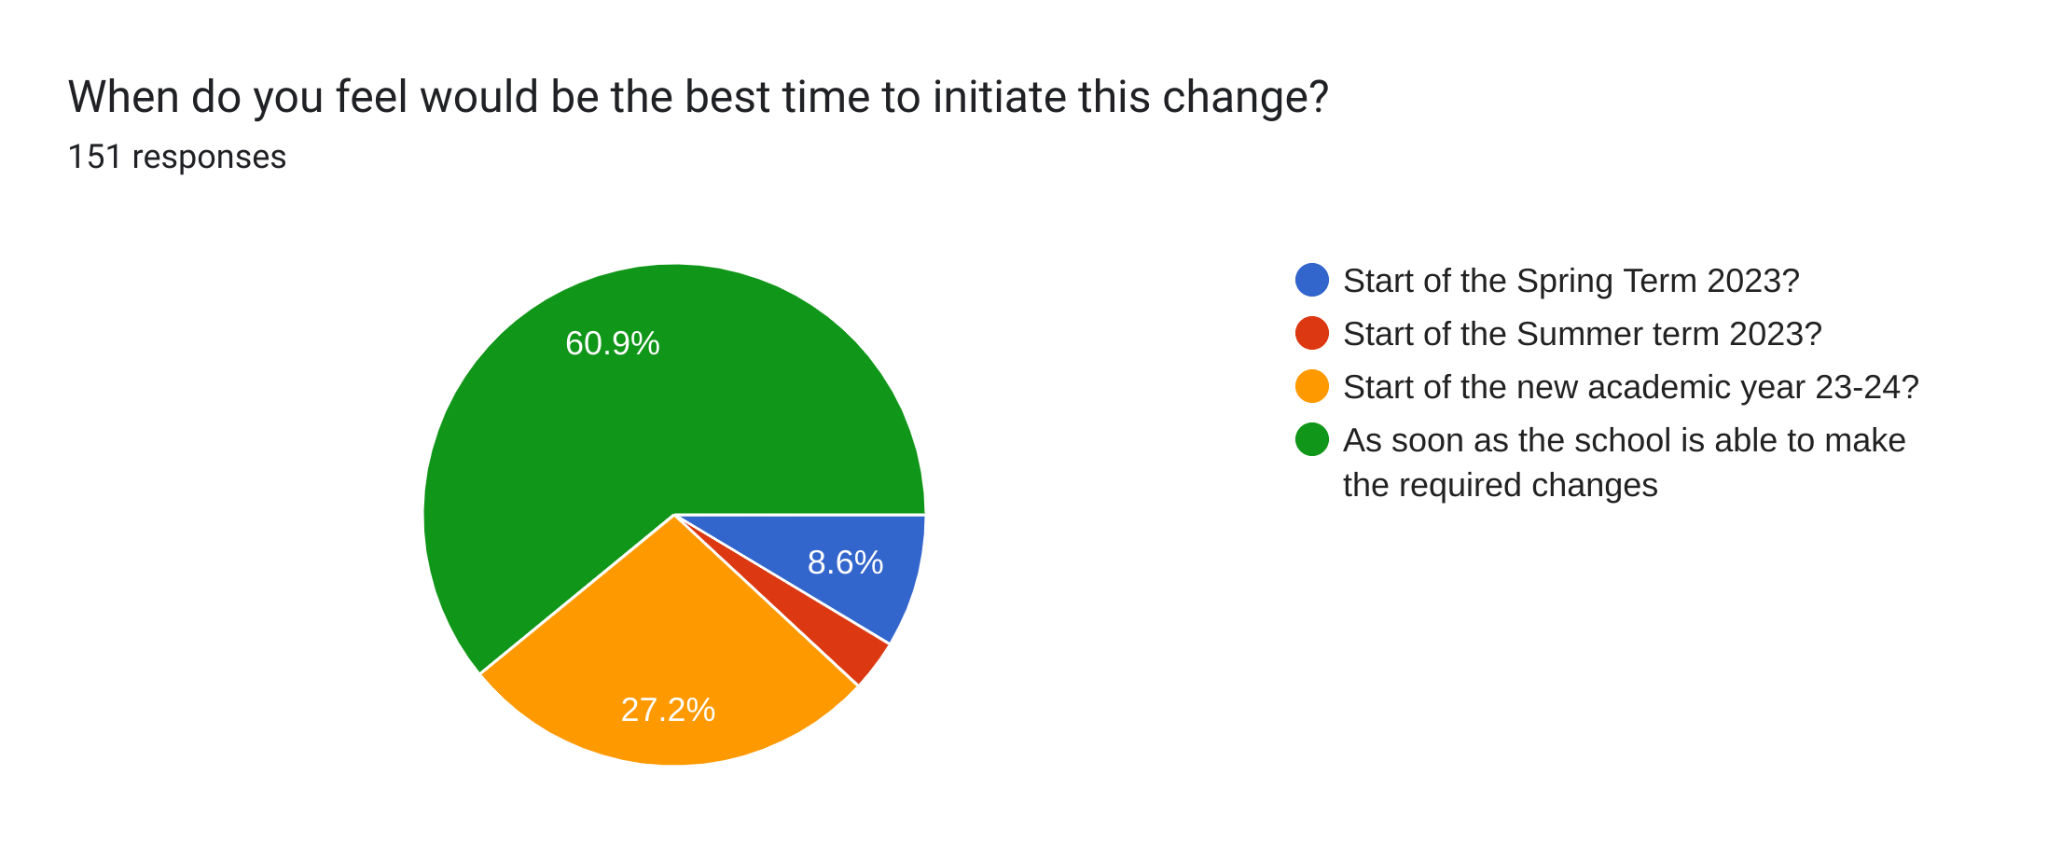 When do you feel would be the best time to initiate this change?
151 responses
60.9%
8.6%
27.2%
Start of the Spring Term 2023?
Start of the Summer term 2023?
Start of the new academic year 23-24?
As soon as the school is able to make
the required changes